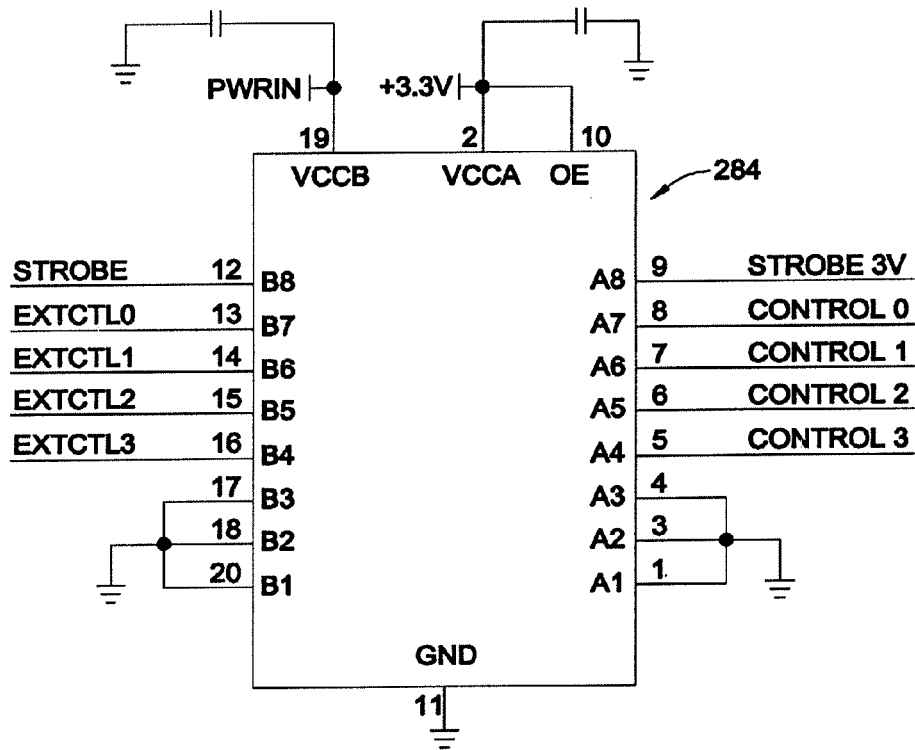 PWRIN +3.3V
19 2 10
VCCB VCCA OE
284
STROBE 12 B8 A8 9 STROBE 3V
EXTCTL0 13 B7 A7 8 CONTROL 0
EXTCTL1 14 B6 A6 7 CONTROL 1
EXTCTL2 15 B5 A5 6 CONTROL 2
EXTCTL3 16 B4 A4 5 CONTROL 3
17 B3 A3 4
18 B2 A2 3
20 B1 A1 1
GND
11